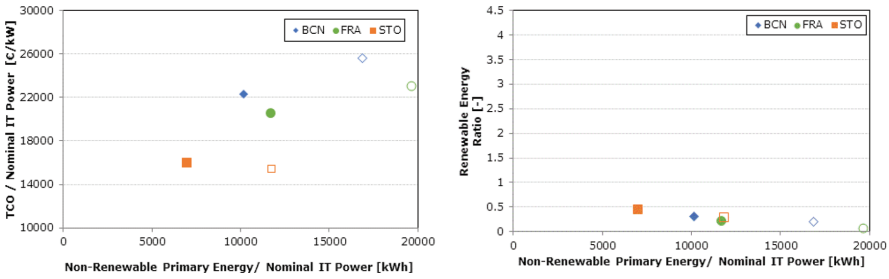 30000
26000
22000
18000
14000
10000
TCO / Nominal IT Power [€/kW]
BCN FRA STO
0 5000 10000 15000 20000
Non-Renewable Primary Energy/ Nominal IT Power [kWh]
4.5
4
3.5
3
2.5
2
1.5
1
0.5
0
Renewable Energy
Ratio [-]
BCN FRA STO
0 5000 10000 15000 20000
Non-Renewable Primary Energy/ Nominal IT Power [kWh]